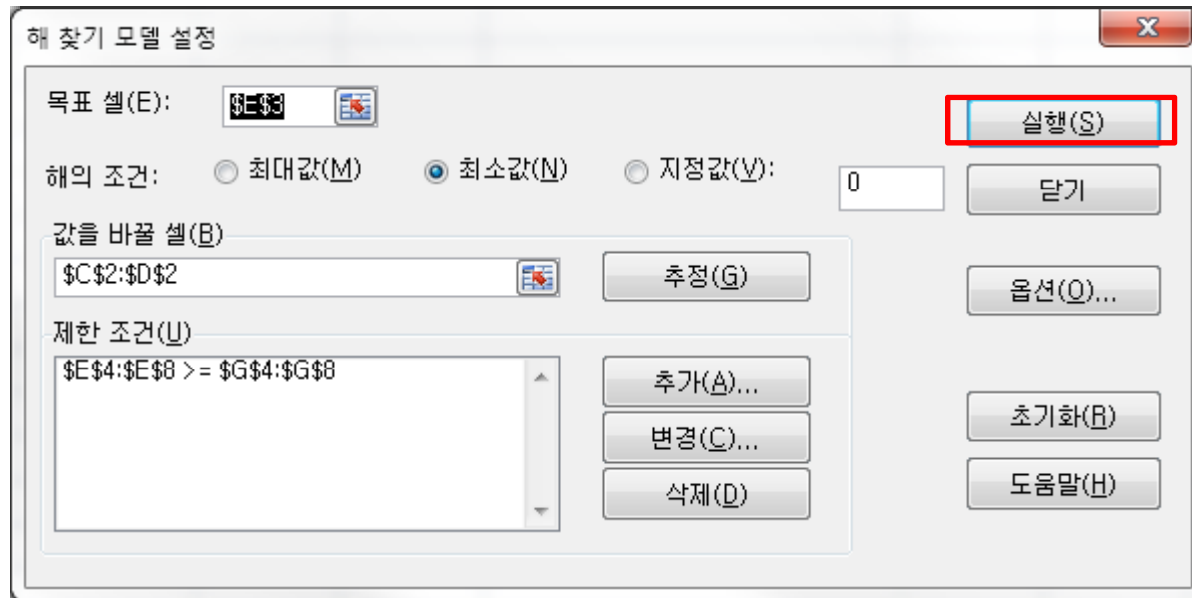 해 찾기 모델 설정
목표 셀(E):
$E$3
실행(S)
해의 조건:
최대값(M)
최소값(N)
지정값(V):
0
닫기
값을 바꿀 셀(B)
$C$2:$D$2
추정(G)
옵션(O)...
제한 조건(U)
$E$4:$E$8 >= $G$4:$G$8
추가(A)...
변경(C)...
삭제(D)
초기화(R)
도움말(H)